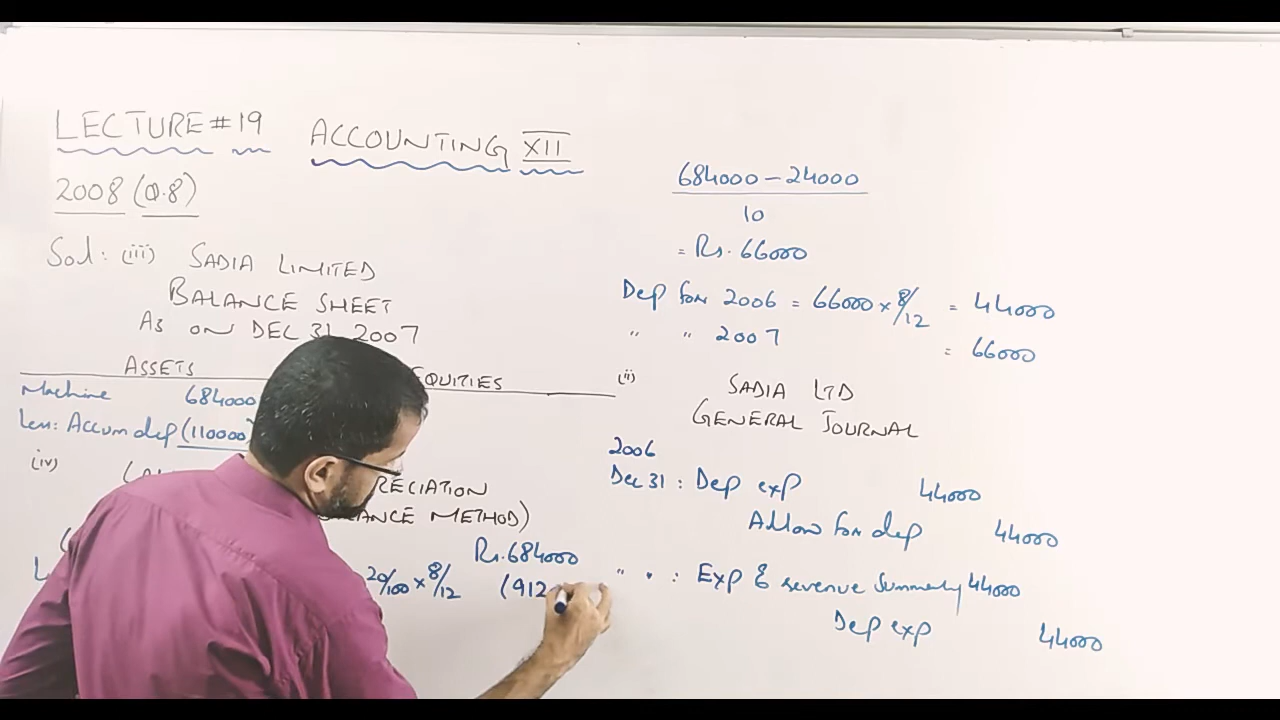 LECTURE # 19
ACCOUNTING XII
2008 (Q.8)
Sol: (iii) SADIA LIMITED
BALANCE SHEET
AS ON DEC 31 2007
ASSETS EQUITIES
Machine 684000
Less: Accum dep (110000)
(iv)
RECIATION
ANCE METHOD)
Rs.684000
20/100 × 8/12 (912
684000 - 24000
10
= Rs. 66000
Dep for 2006 = 66000 × 8/12 = 44000
" " 2007 = 66000
(ii) SADIA LTD
GENERAL JOURNAL
2006
Dec 31 : Dep exp 44000
Allow for dep 44000
" " : Exp & revenue Summery 44000
Dep exp 44000